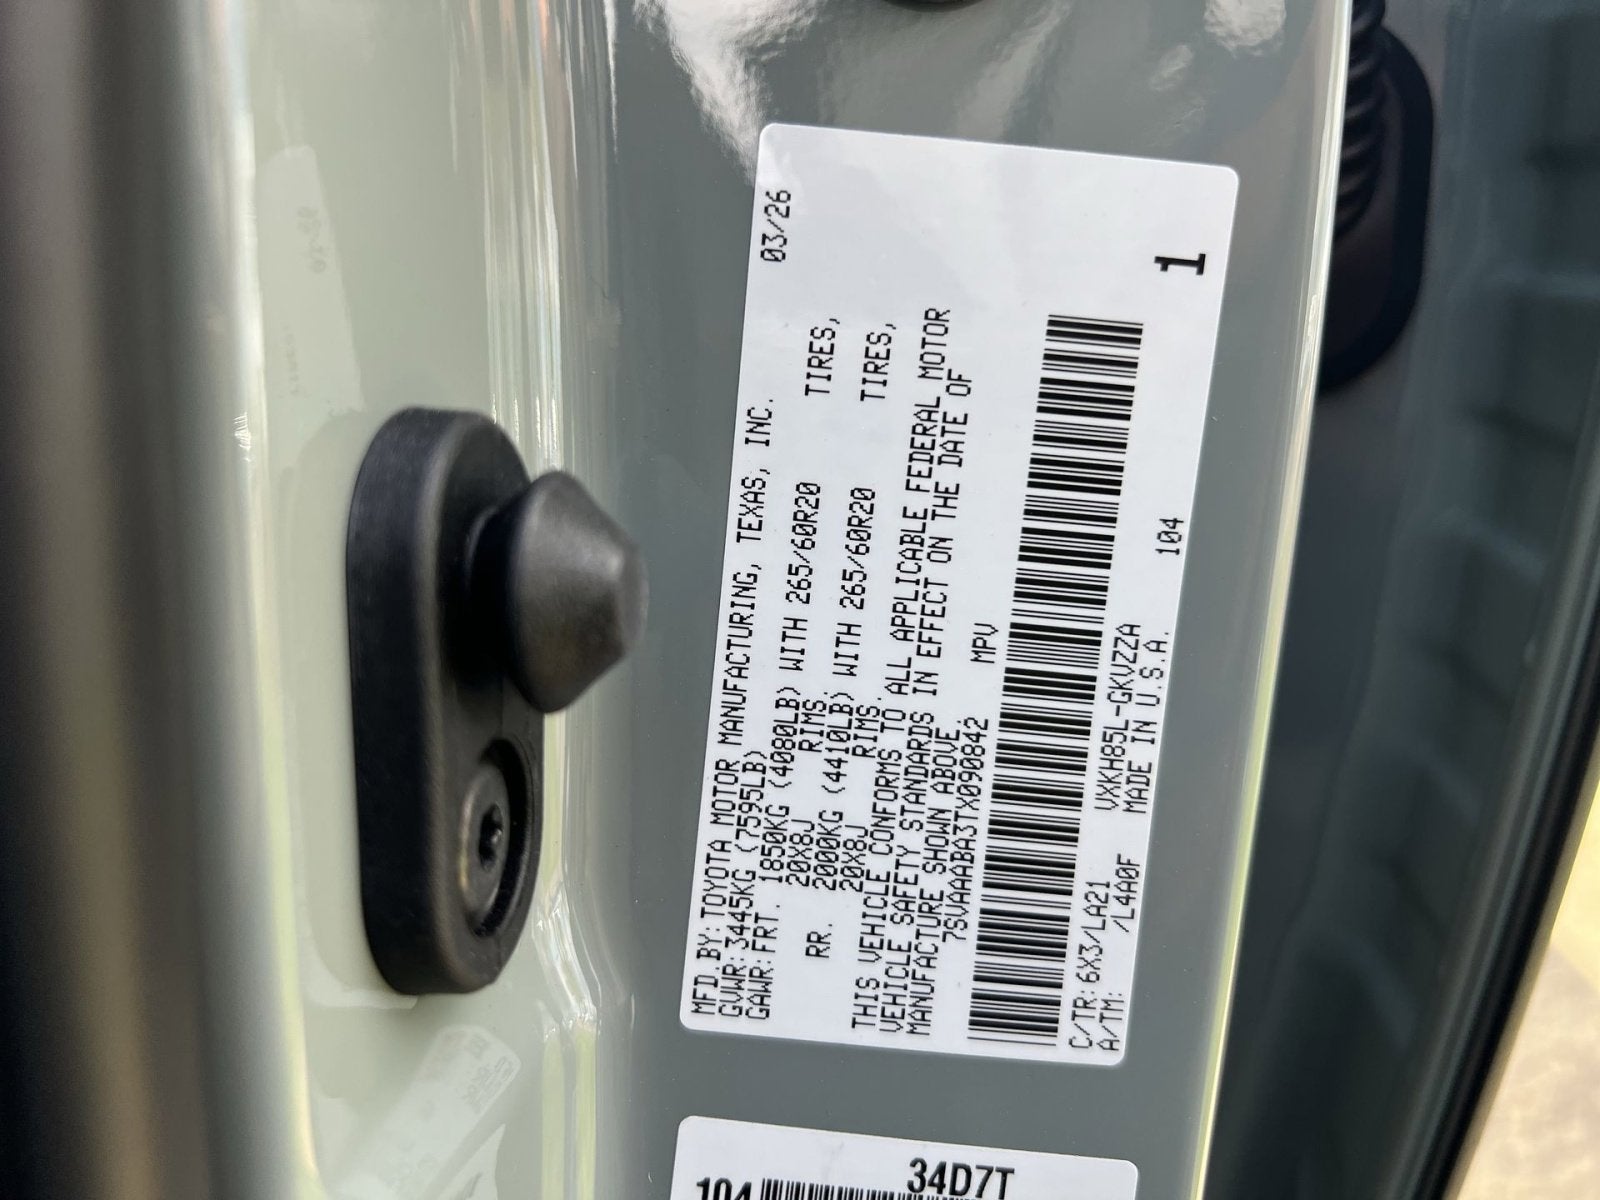 03/26
MFD.BY:TOYOTA MOTOR MANUFACTURING, TEXAS, INC.
GVWR:3445KG(7595LB)
GAWR:FRT. 1850KG (4080LB) WITH 265/60R20 TIRES,
20X8J RIMS.
RR. 2000KG (4410LB) WITH 265/60R20 TIRES,
20X8J RIMS.
THIS VEHICLE CONFORMS TO ALL APPLICABLE FEDERAL MOTOR
VEHICLE SAFETY STANDARDS IN EFFECT ON THE DATE OF
MANUFACTURE SHOWN ABOVE.
7SVAAABA3TX090842 MPV
C/TR:6X3/LA21 VXKH85L-GKVZZA
A/TM: /L4A0F MADE IN U.S.A.
104
1
34D7T
104